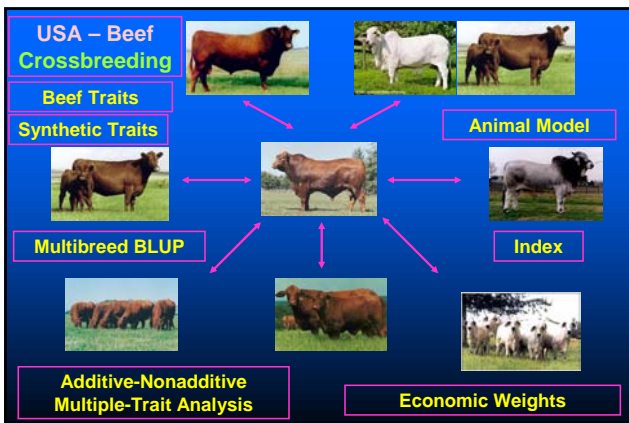 USA – Beef
Crossbreeding
Beef Traits
Synthetic Traits
Animal Model
Multibreed BLUP
Index
Additive-Nonadditive
Multiple-Trait Analysis
Economic Weights